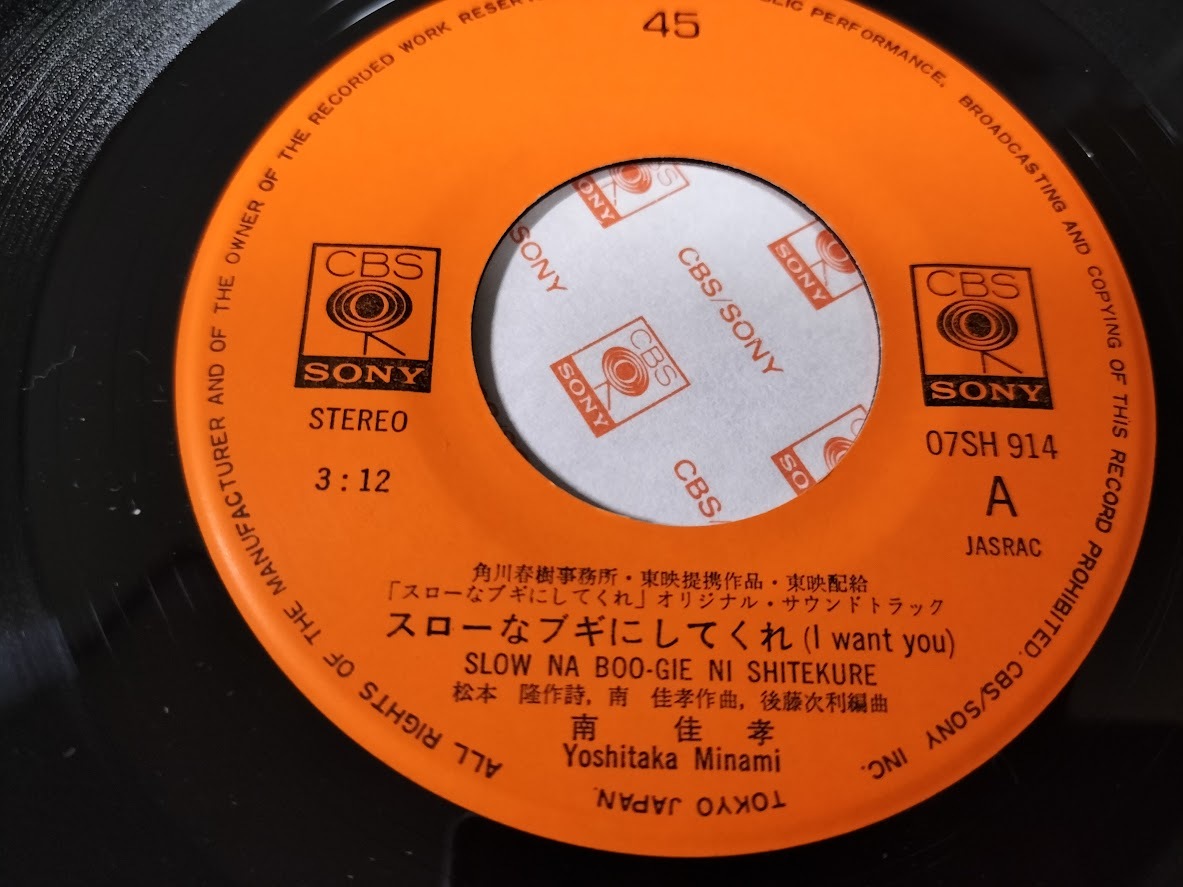 45
ALL RIGHTS OF THE MANUFACTURER AND OF THE OWNER OF THE RECORDED WORK RESER
LIC PERFORMANCE, BROADCASTING AND COPYING OF THIS RECORD PROHIBITED. CBS/SONY INC.
TOKYO JAPAN.
CBS
SONY
STEREO
3:12
CBS
SONY
07SH 914
A
JASRAC
CBS
SONY
SONY
CBS/SONY
SONY
CBS
SONY
CBS/
SO
角川春樹事務所・東映提携作品・東映配給
「スローなブギにしてくれ」オリジナル・サウンドトラック
スローなブギにしてくれ (I want you)
SLOW NA BOO-GIE NI SHITEKURE
松本 隆作詩, 南 佳孝作曲, 後藤次利編曲
南 佳 孝
Yoshitaka Minami